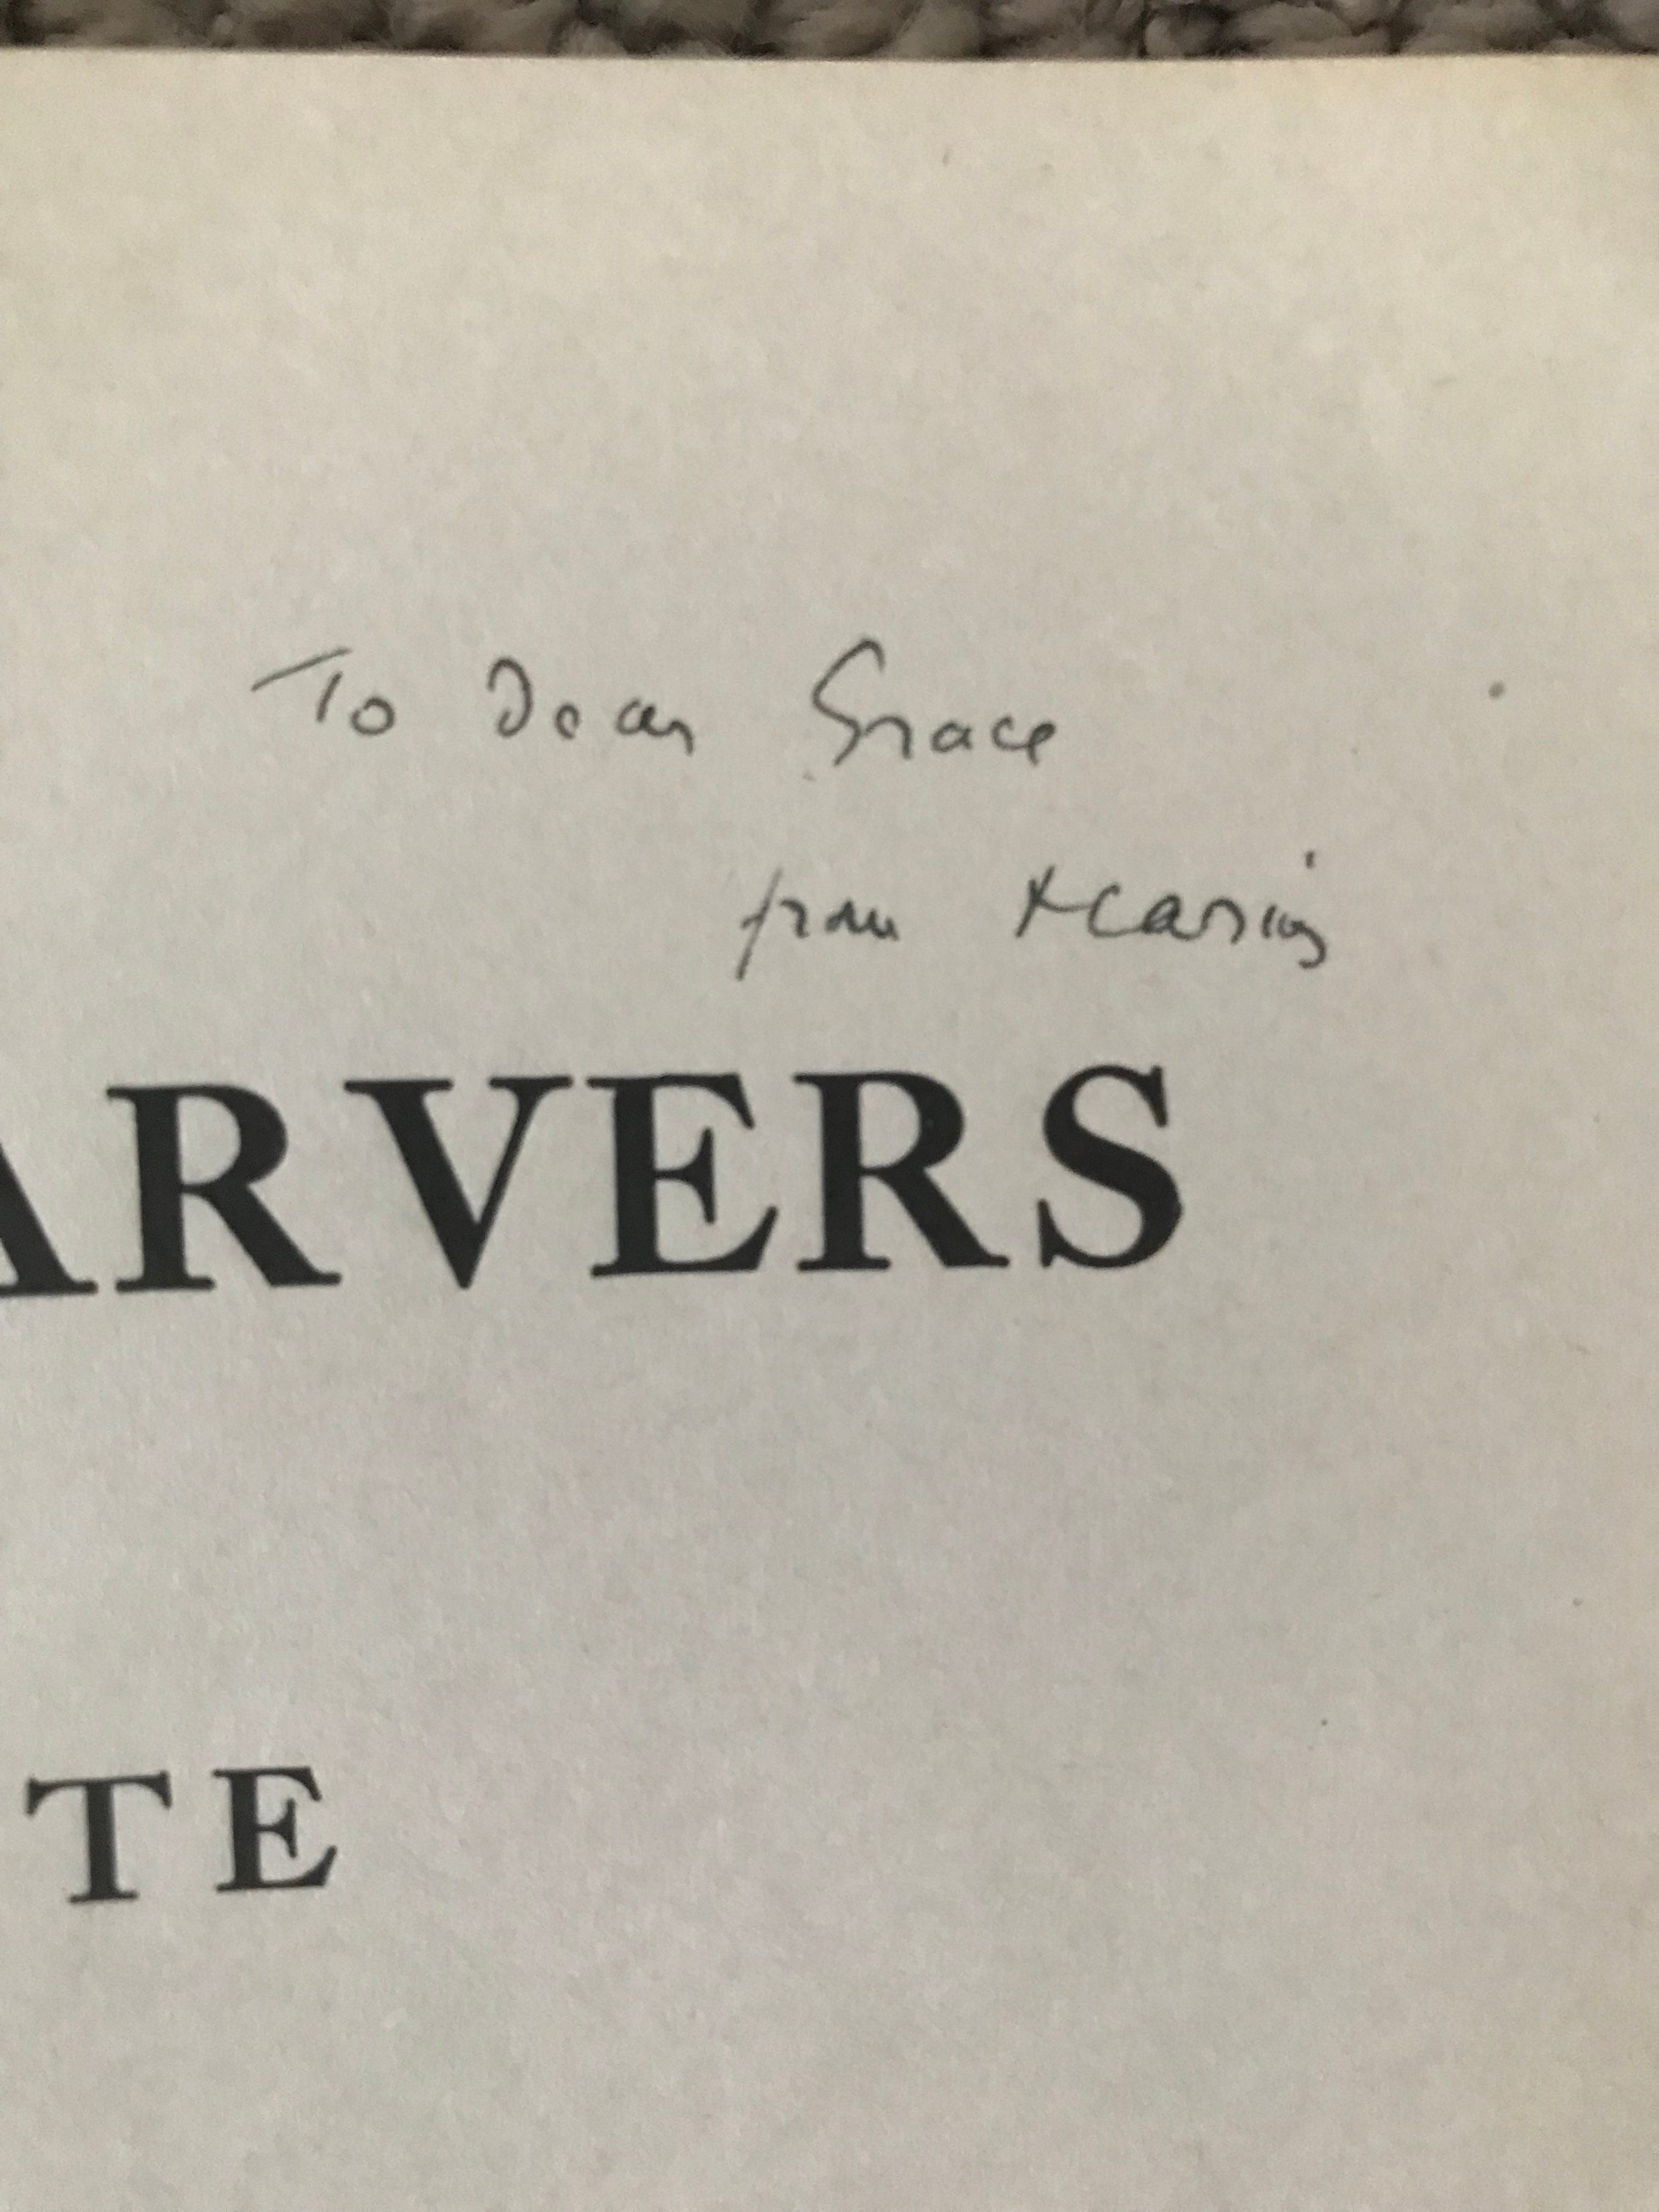 To Dear Grace
from
ARVERS
TE